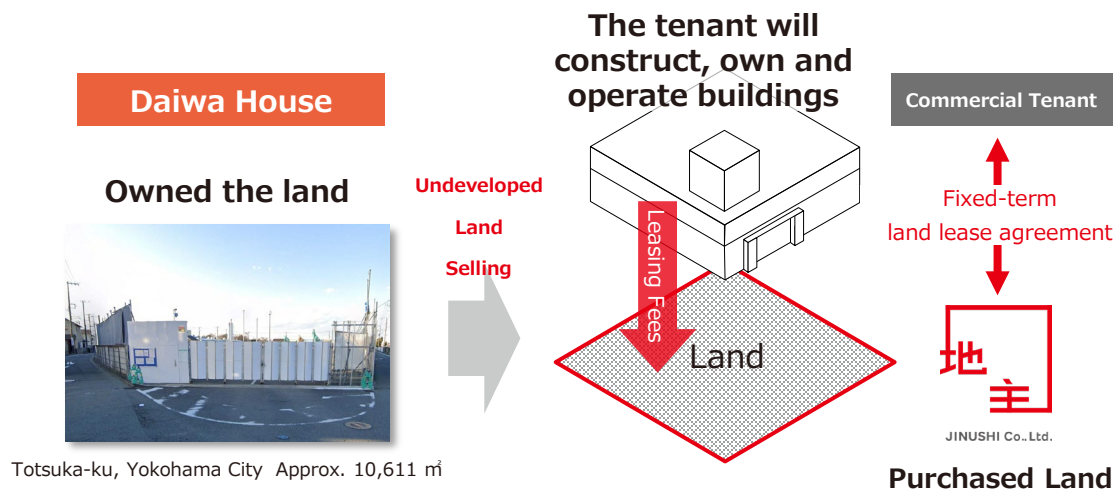 Daiwa House
Owned the land
Totsuka-ku, Yokohama City Approx. 10,611 ㎡
Undeveloped
Land
Selling
The tenant will
construct, own and
operate buildings
Leasing Fees
Land
Commercial Tenant
Fixed-term
land lease agreement
地
主
JINUSHI Co.,Ltd.
Purchased Land